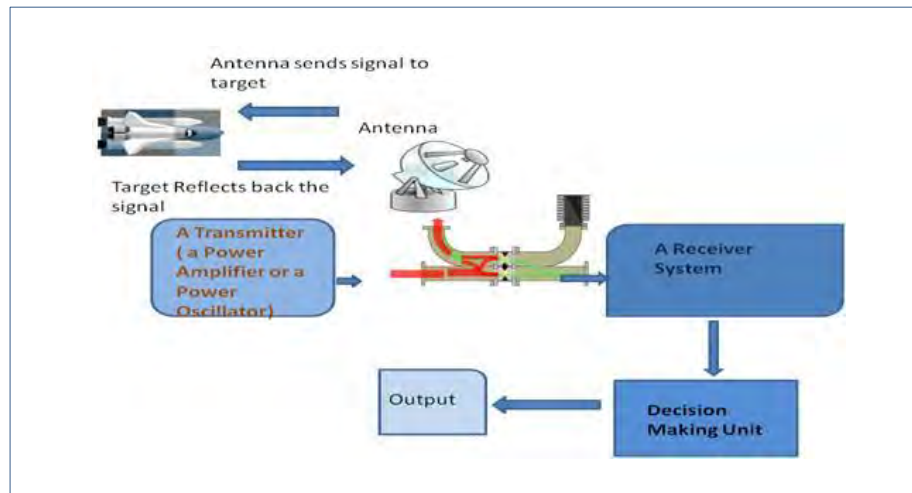 Antenna sends signal to
target
Antenna
Target Reflects back the
signal
A Transmitter
( a Power
Amplifier or a
Power
Oscillator)
A Receiver
System
Output
Decision
Making Unit